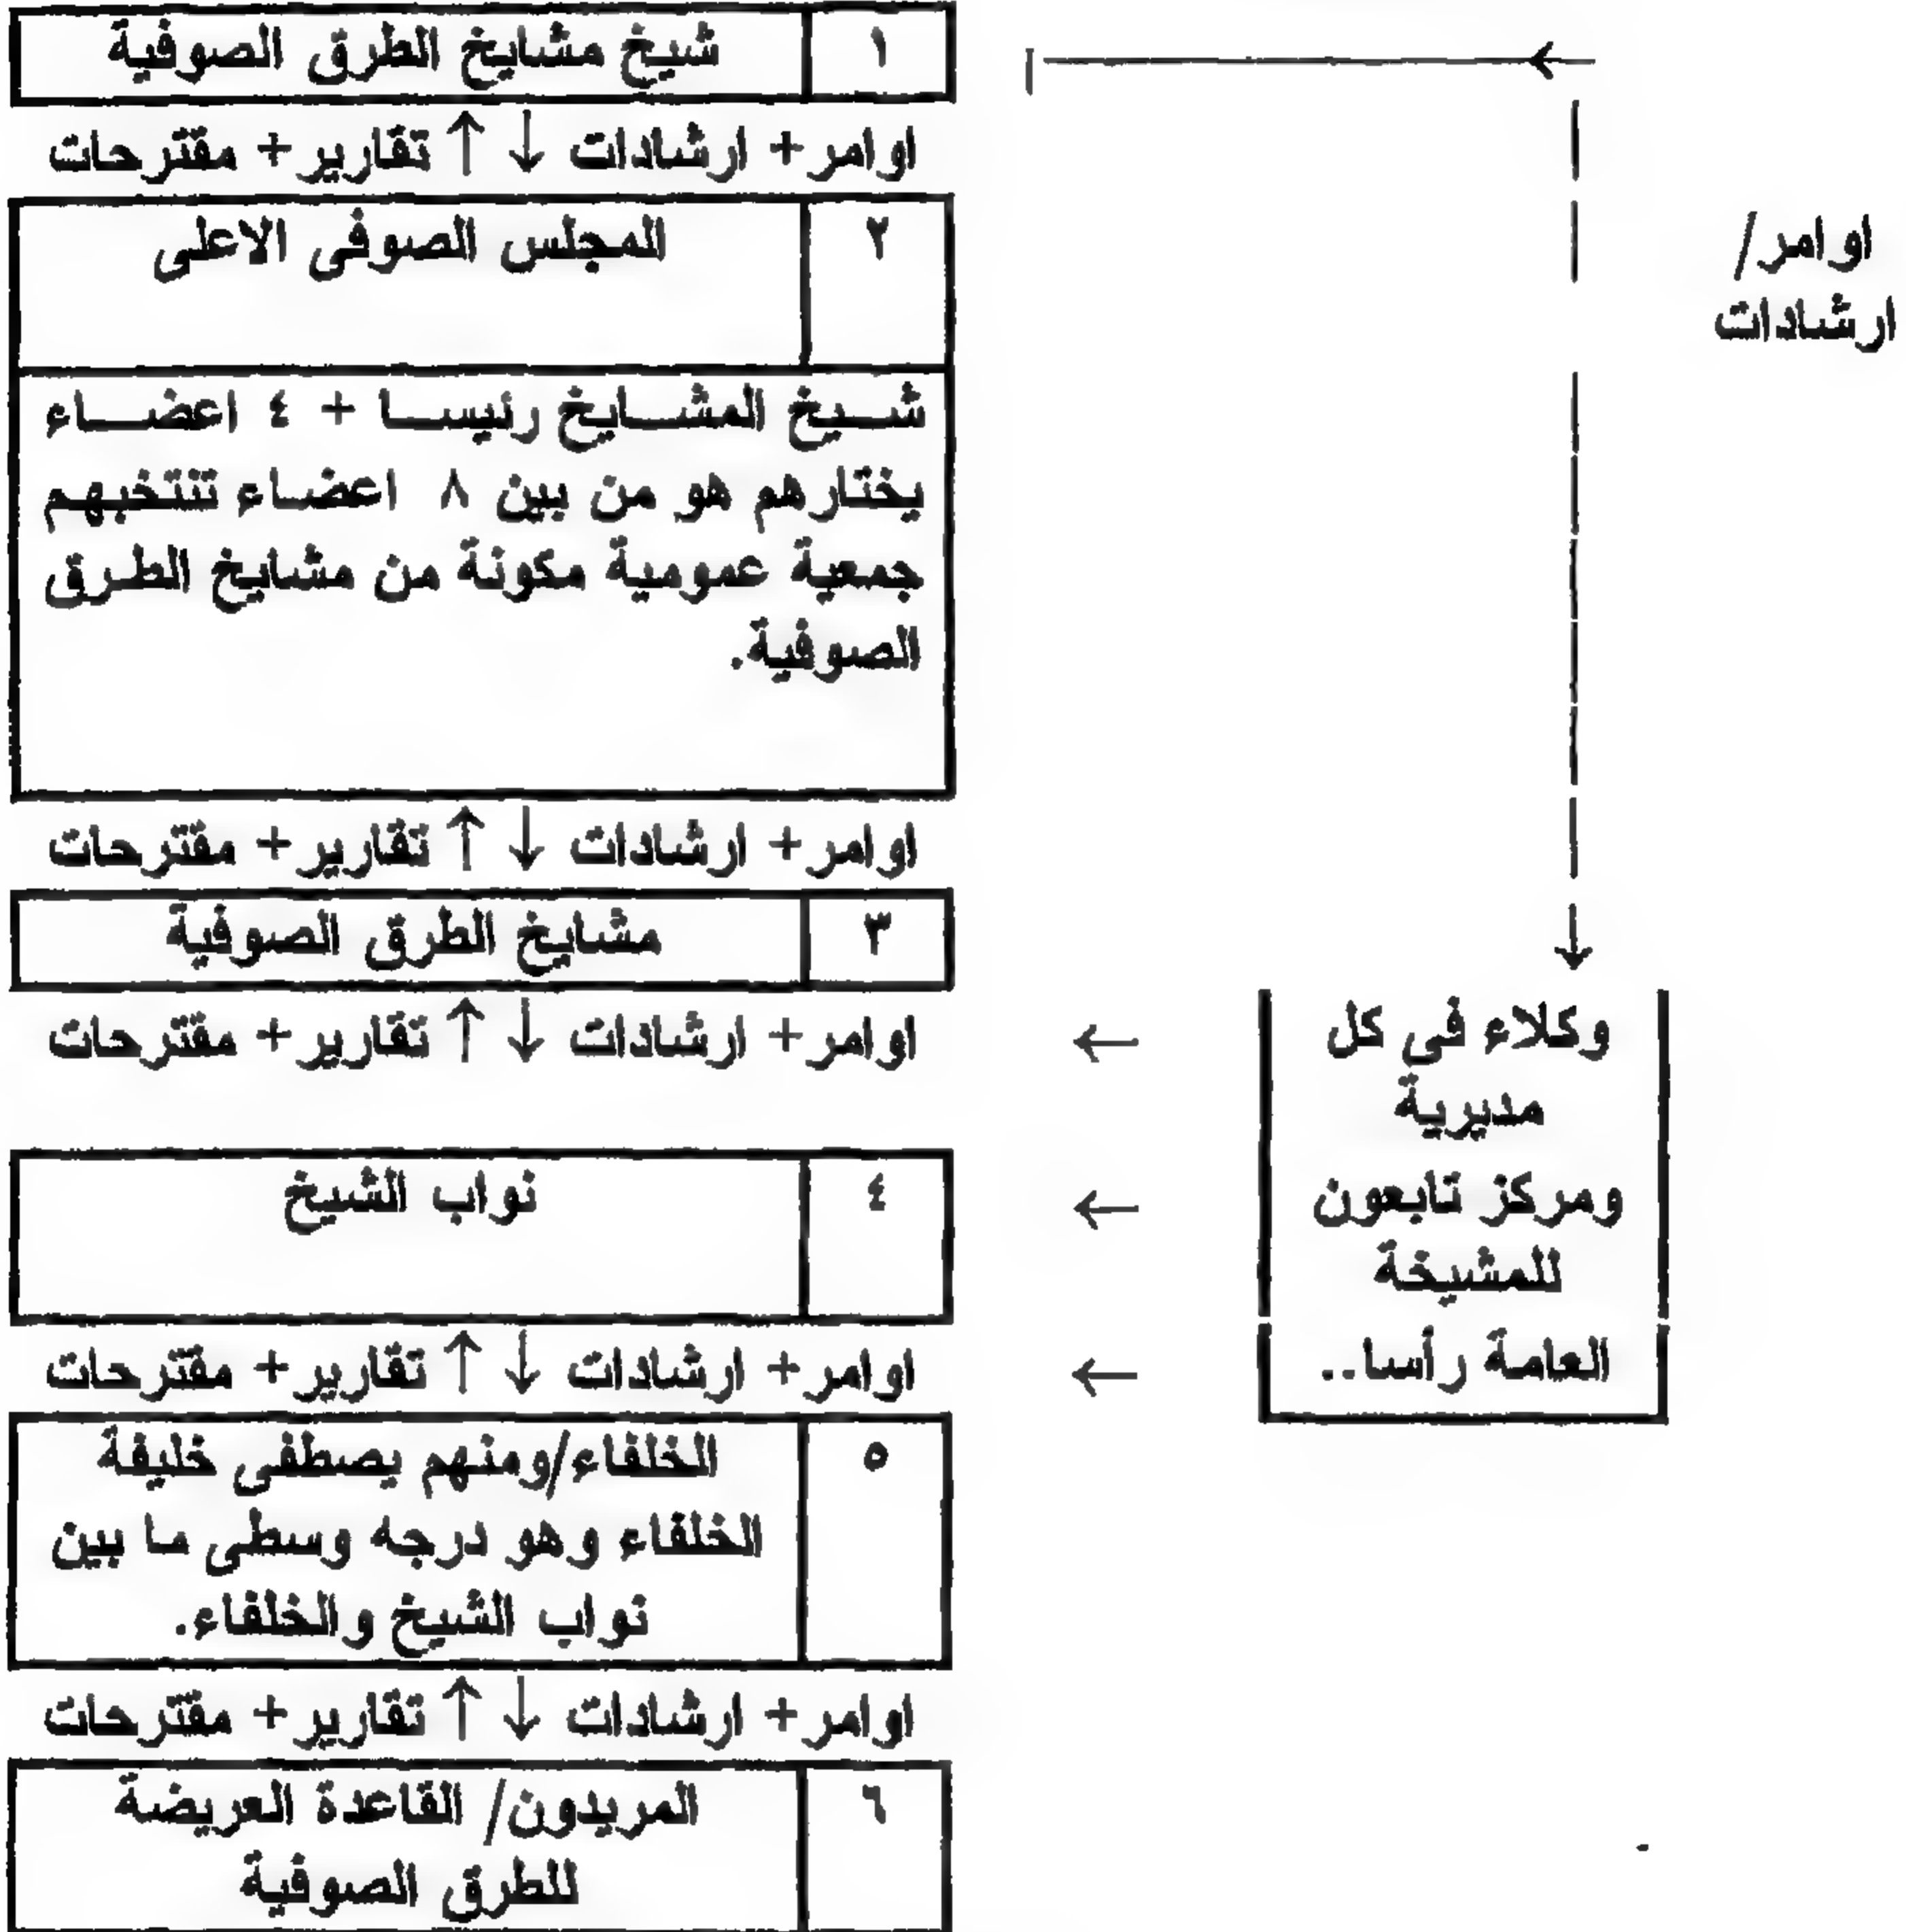 ١ شيخ مشايخ الطرق الصوفية
اوامر+ ارشادات ↓ ↑ تقارير+ مقترحات
٢ المجلس الصوفى الاعلى
شيخ المشايخ رئيسا + ٤ اعضاء
يختارهم هو من بين ٨ اعضاء تنتخبهم
جمعية عمومية مكونة من مشايخ الطرق
الصوفية.
اوامر+ ارشادات ↓ ↑ تقارير+ مقترحات
٣ مشايخ الطرق الصوفية
اوامر+ ارشادات ↓ ↑ تقارير+ مقترحات
٤ نواب الشيخ
اوامر+ ارشادات ↓ ↑ تقارير+ مقترحات
٥ الخلفاء/ومنهم يصطفى خليفة
الخلفاء وهو درجه وسطى ما بين
نواب الشيخ والخلفاء.
اوامر+ ارشادات ↓ ↑ تقارير+ مقترحات
٦ المريدون/ القاعدة العريضة
للطرق الصوفية
اوامر/
ارشادات
وكلاء فى كل
مديرية
ومركز تابعون
للمشيخة
العامة رأسا..